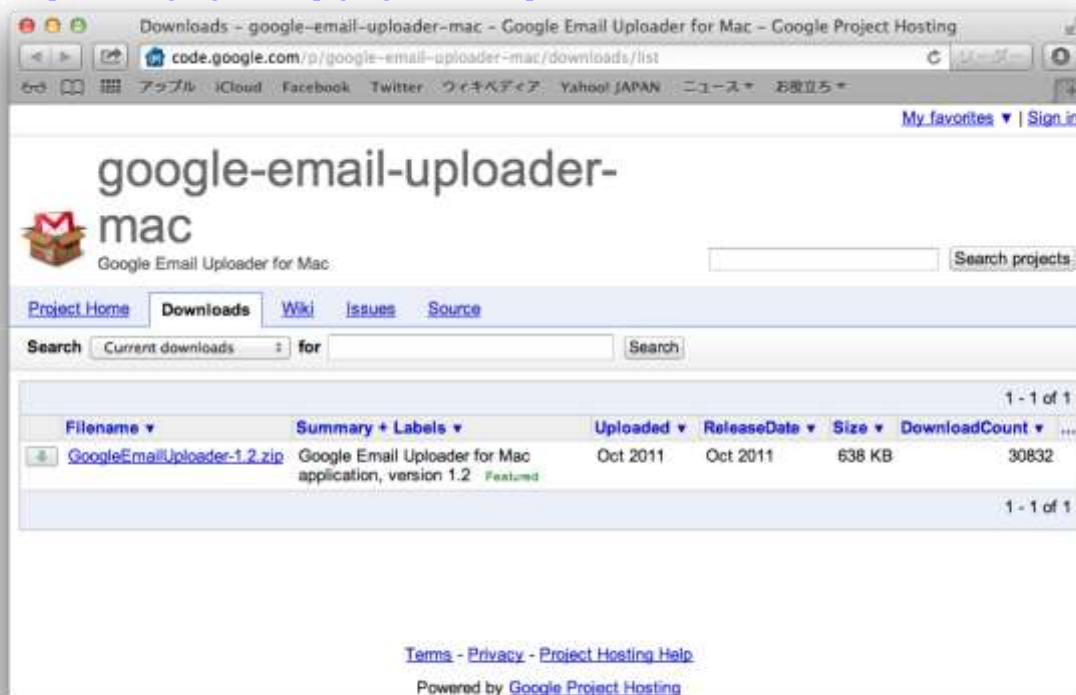 Downloads - google-email-uploader-mac - Google Email Uploader for Mac - Google Project Hosting
code.google.com/p/google-email-uploader-mac/downloads/list リーダー
アップル iCloud Facebook Twitter ウィキペディア Yahoo! JAPAN ニュース▼ お役立ち▼
My favorites ▼ | Sign in
google-email-uploader-
mac
Google Email Uploader for Mac
Search projects
Project Home Downloads Wiki Issues Source
Search Current downloads for Search
1 - 1 of 1
Filename ▼ Summary + Labels ▼ Uploaded ▼ ReleaseDate ▼ Size ▼ DownloadCount ▼ ...
GoogleEmailUploader-1.2.zip Google Email Uploader for Mac Oct 2011 Oct 2011 638 KB 30832
application, version 1.2 Featured
1 - 1 of 1
Terms - Privacy - Project Hosting Help
Powered by Google Project Hosting